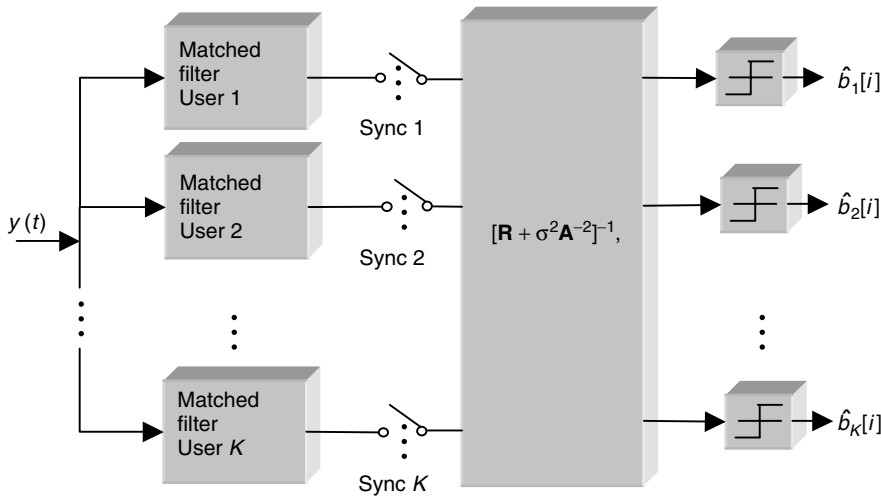 Matched
filter
User 1
Sync 1
b̂₁[i]
Matched
filter
User 2
Sync 2
b̂₂[i]
y (t)
[R + σ²A⁻²]⁻¹,
Matched
filter
User K
Sync K
b̂_K[i]